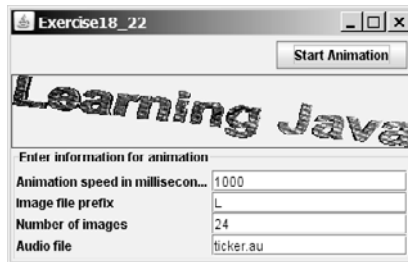 Exercise18_22
Start Animation
Learning Java
Enter information for animation
Animation speed in millisecon... 1000
Image file prefix L
Number of images 24
Audio file ticker.au